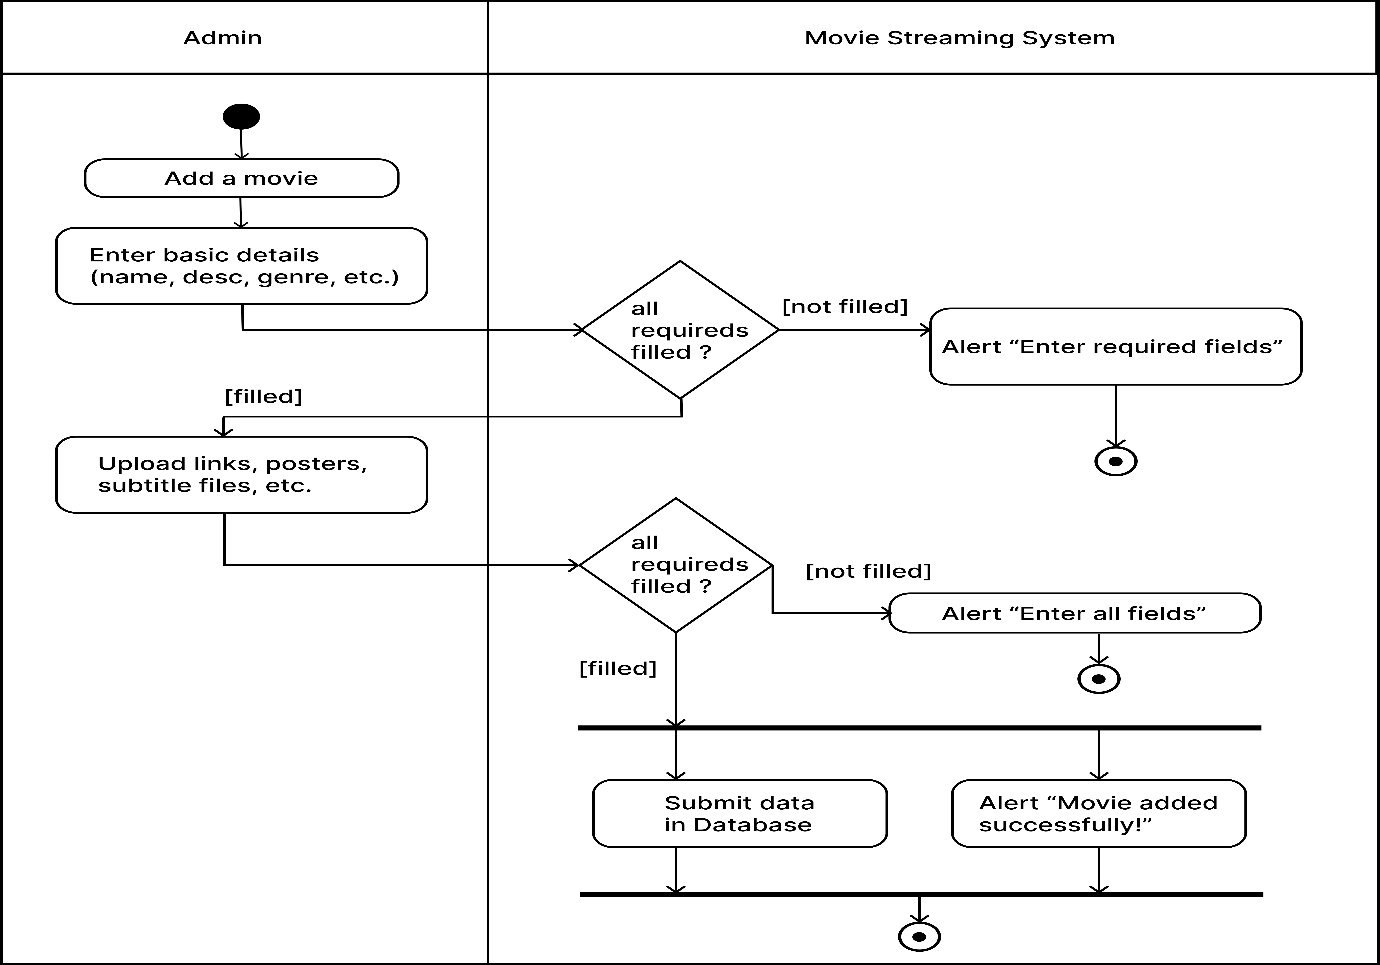 Admin
Movie Streaming System
Add a movie
Enter basic details
(name, desc, genre, etc.)
all
requireds
filled ?
[not filled]
Alert “Enter required fields”
[filled]
Upload links, posters,
subtitle files, etc.
all
requireds
filled ?
[not filled]
Alert “Enter all fields”
[filled]
Submit data
in Database
Alert “Movie added
successfully!”